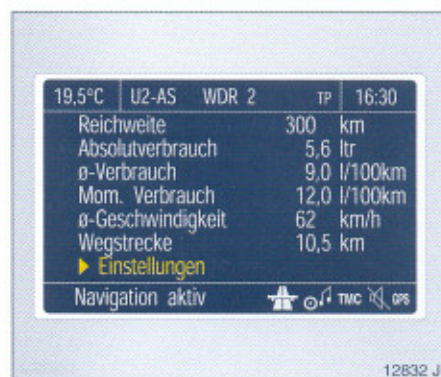 19,5°C U2-AS WDR 2 TP 16:30
Reichweite 300 km
Absolutverbrauch 5,6 ltr
ø-Verbrauch 9,0 l/100km
Mom. Verbrauch 12,0 l/100km
ø-Geschwindigkeit 62 km/h
Wegstrecke 10,5 km
Einstellungen
Navigation aktiv TMC GPS
12832 J